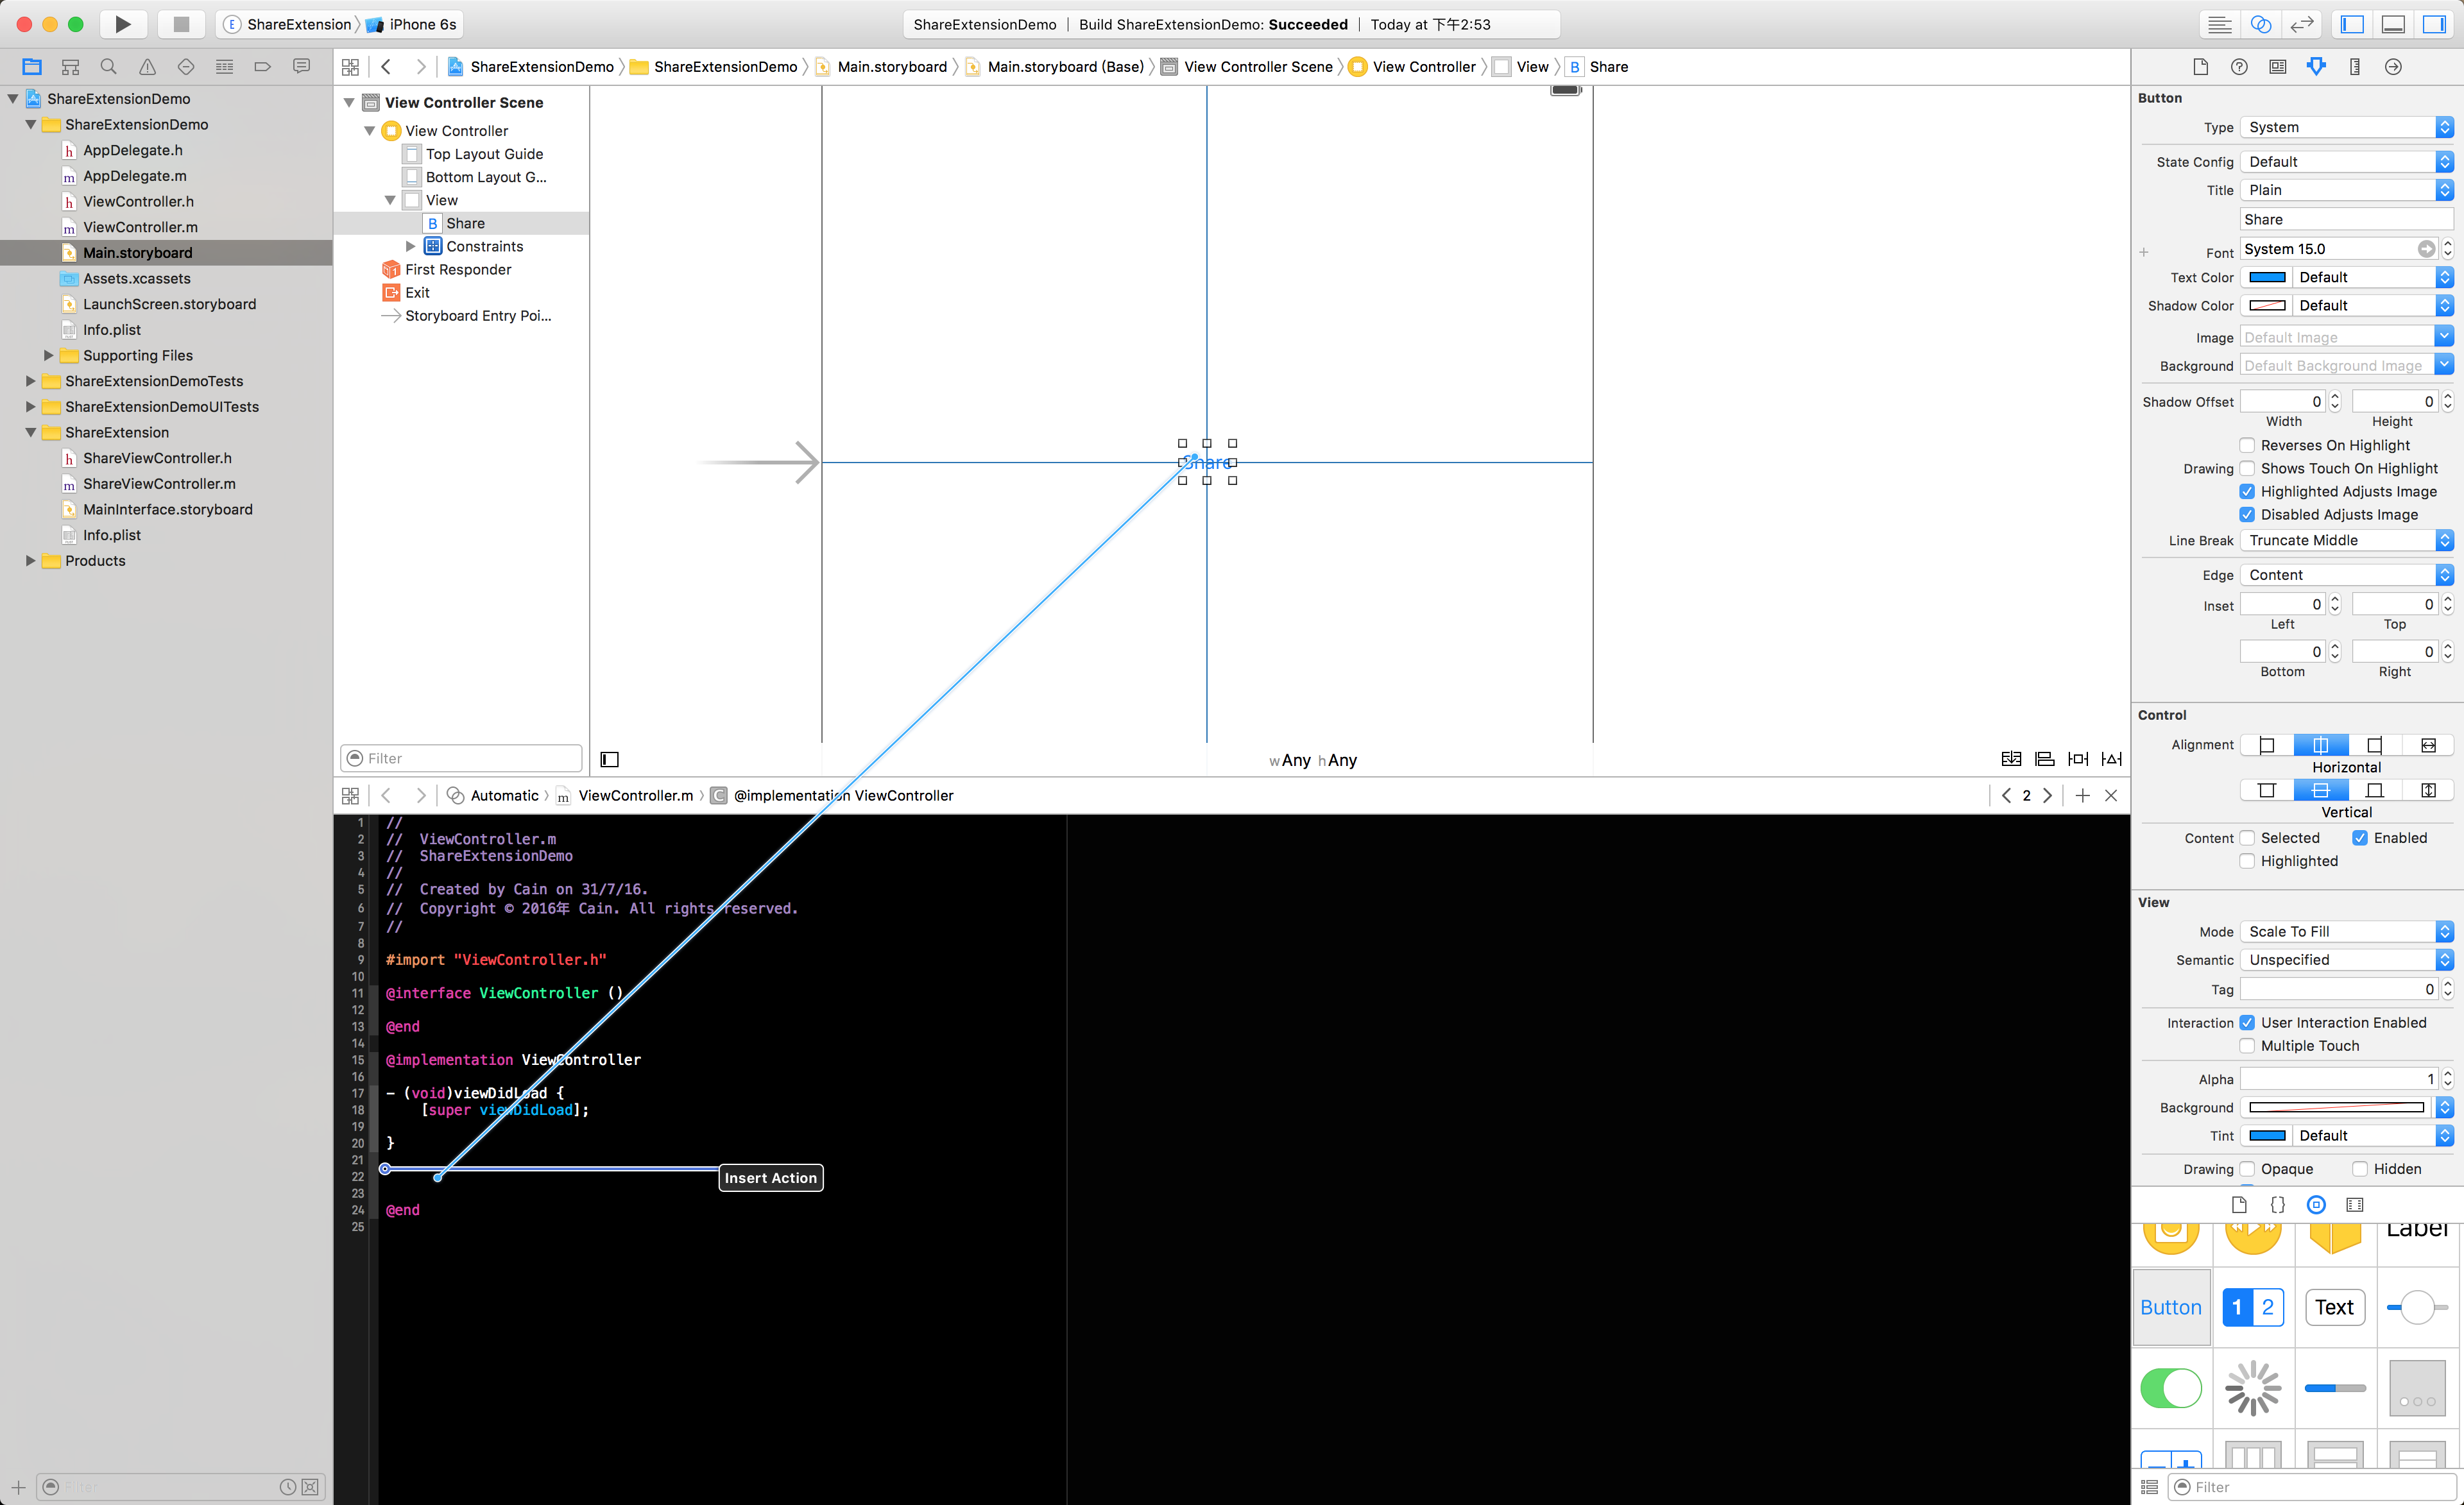 ShareExtension iPhone 6s
ShareExtensionDemo | Build ShareExtensionDemo: Succeeded | Today at 下午2:53
ShareExtensionDemo
ShareExtensionDemo
AppDelegate.h
AppDelegate.m
ViewController.h
ViewController.m
Main.storyboard
Assets.xcassets
LaunchScreen.storyboard
Info.plist
Supporting Files
ShareExtensionDemoTests
ShareExtensionDemoUITests
ShareExtension
ShareViewController.h
ShareViewController.m
MainInterface.storyboard
Info.plist
Products
Filter
ShareExtensionDemo ShareExtensionDemo Main.storyboard Main.storyboard (Base) View Controller Scene View Controller View B Share
View Controller Scene
View Controller
Top Layout Guide
Bottom Layout G...
View
B Share
Constraints
First Responder
Exit
Storyboard Entry Poi...
Filter
Share
wAny hAny
Automatic m ViewController.m C @implementation ViewController
2
1 //
2 //  ViewController.m
3 //  ShareExtensionDemo
4 //
5 //  Created by Cain on 31/7/16.
6 //  Copyright © 2016年 Cain. All rights reserved.
7 //
8
9 #import "ViewController.h"
10
11 @interface ViewController ()
12
13 @end
14
15 @implementation ViewController
16
17 - (void)viewDidLoad {
18     [super viewDidLoad];
19
20 }
21
22
23
24 @end
25
Insert Action
Button
Type System
State Config Default
Title Plain
Share
Font System 15.0
Text Color Default
Shadow Color Default
Image Default Image
Background Default Background Image
Shadow Offset 0 0
Width Height
Reverses On Highlight
Drawing Shows Touch On Highlight
Highlighted Adjusts Image
Disabled Adjusts Image
Line Break Truncate Middle
Edge Content
Inset 0 0
Left Top
0 0
Bottom Right
Control
Alignment
Horizontal
Vertical
Content Selected Enabled
Highlighted
View
Mode Scale To Fill
Semantic Unspecified
Tag 0
Interaction User Interaction Enabled
Multiple Touch
Alpha 1
Background
Tint Default
Drawing Opaque Hidden
{}
Label
Button 1 2 Text
Filter